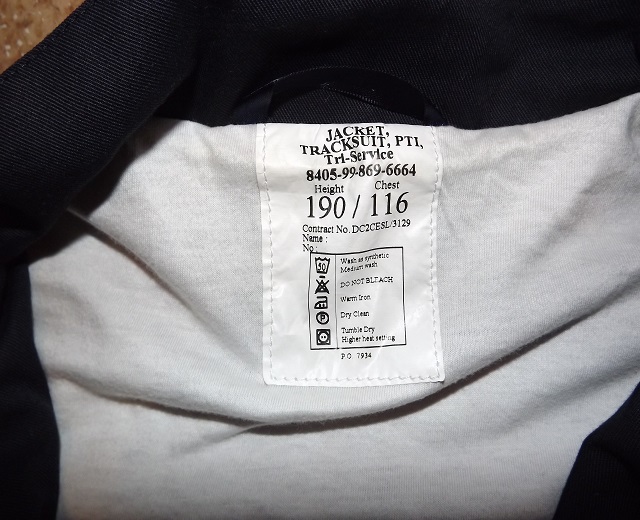 JACKET,
TRACKSUIT, PTI,
Tri-Service
8405-99-869-6664
Height Chest
190 / 116
Contract No. DC2CESL/3129
Name :
No :
50
Wash as synthetic
Medium wash
DO NOT BLEACH
Warm Iron
P
Dry Clean
Tumble Dry
Higher heat setting
P.O. 7934